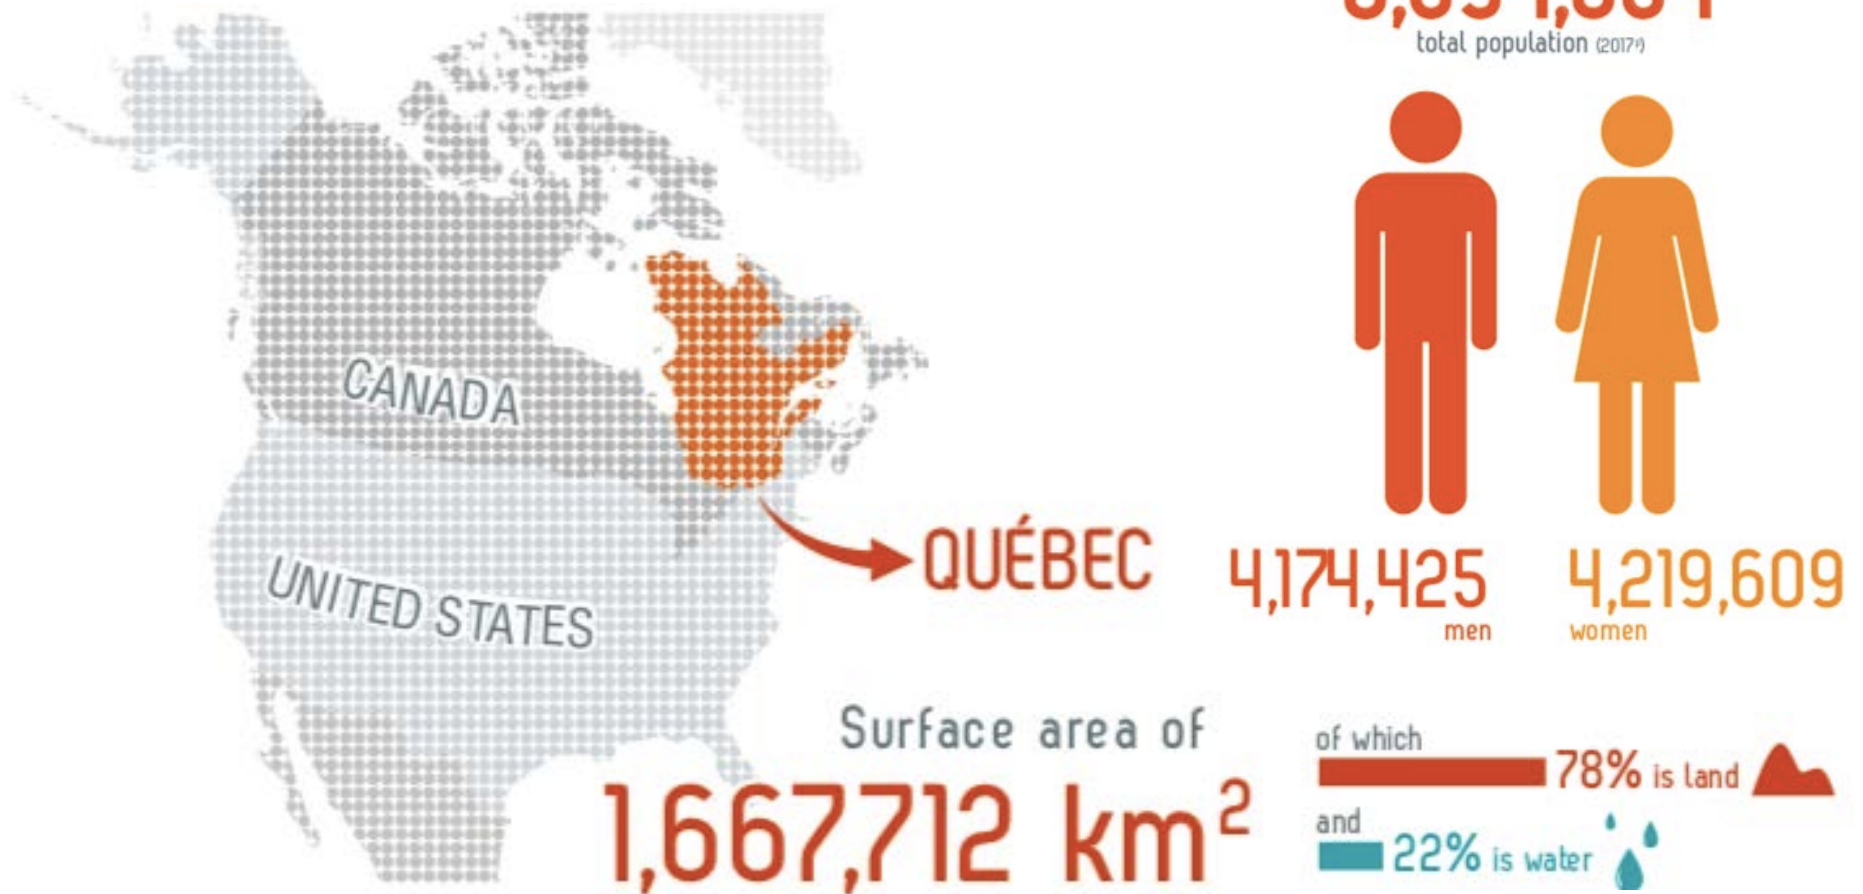 total population (2017ᵖ)
CANADA
UNITED STATES
QUÉBEC
4,174,425
men
4,219,609
women
Surface area of
1,667,712 km²
of which
78% is land
and
22% is water